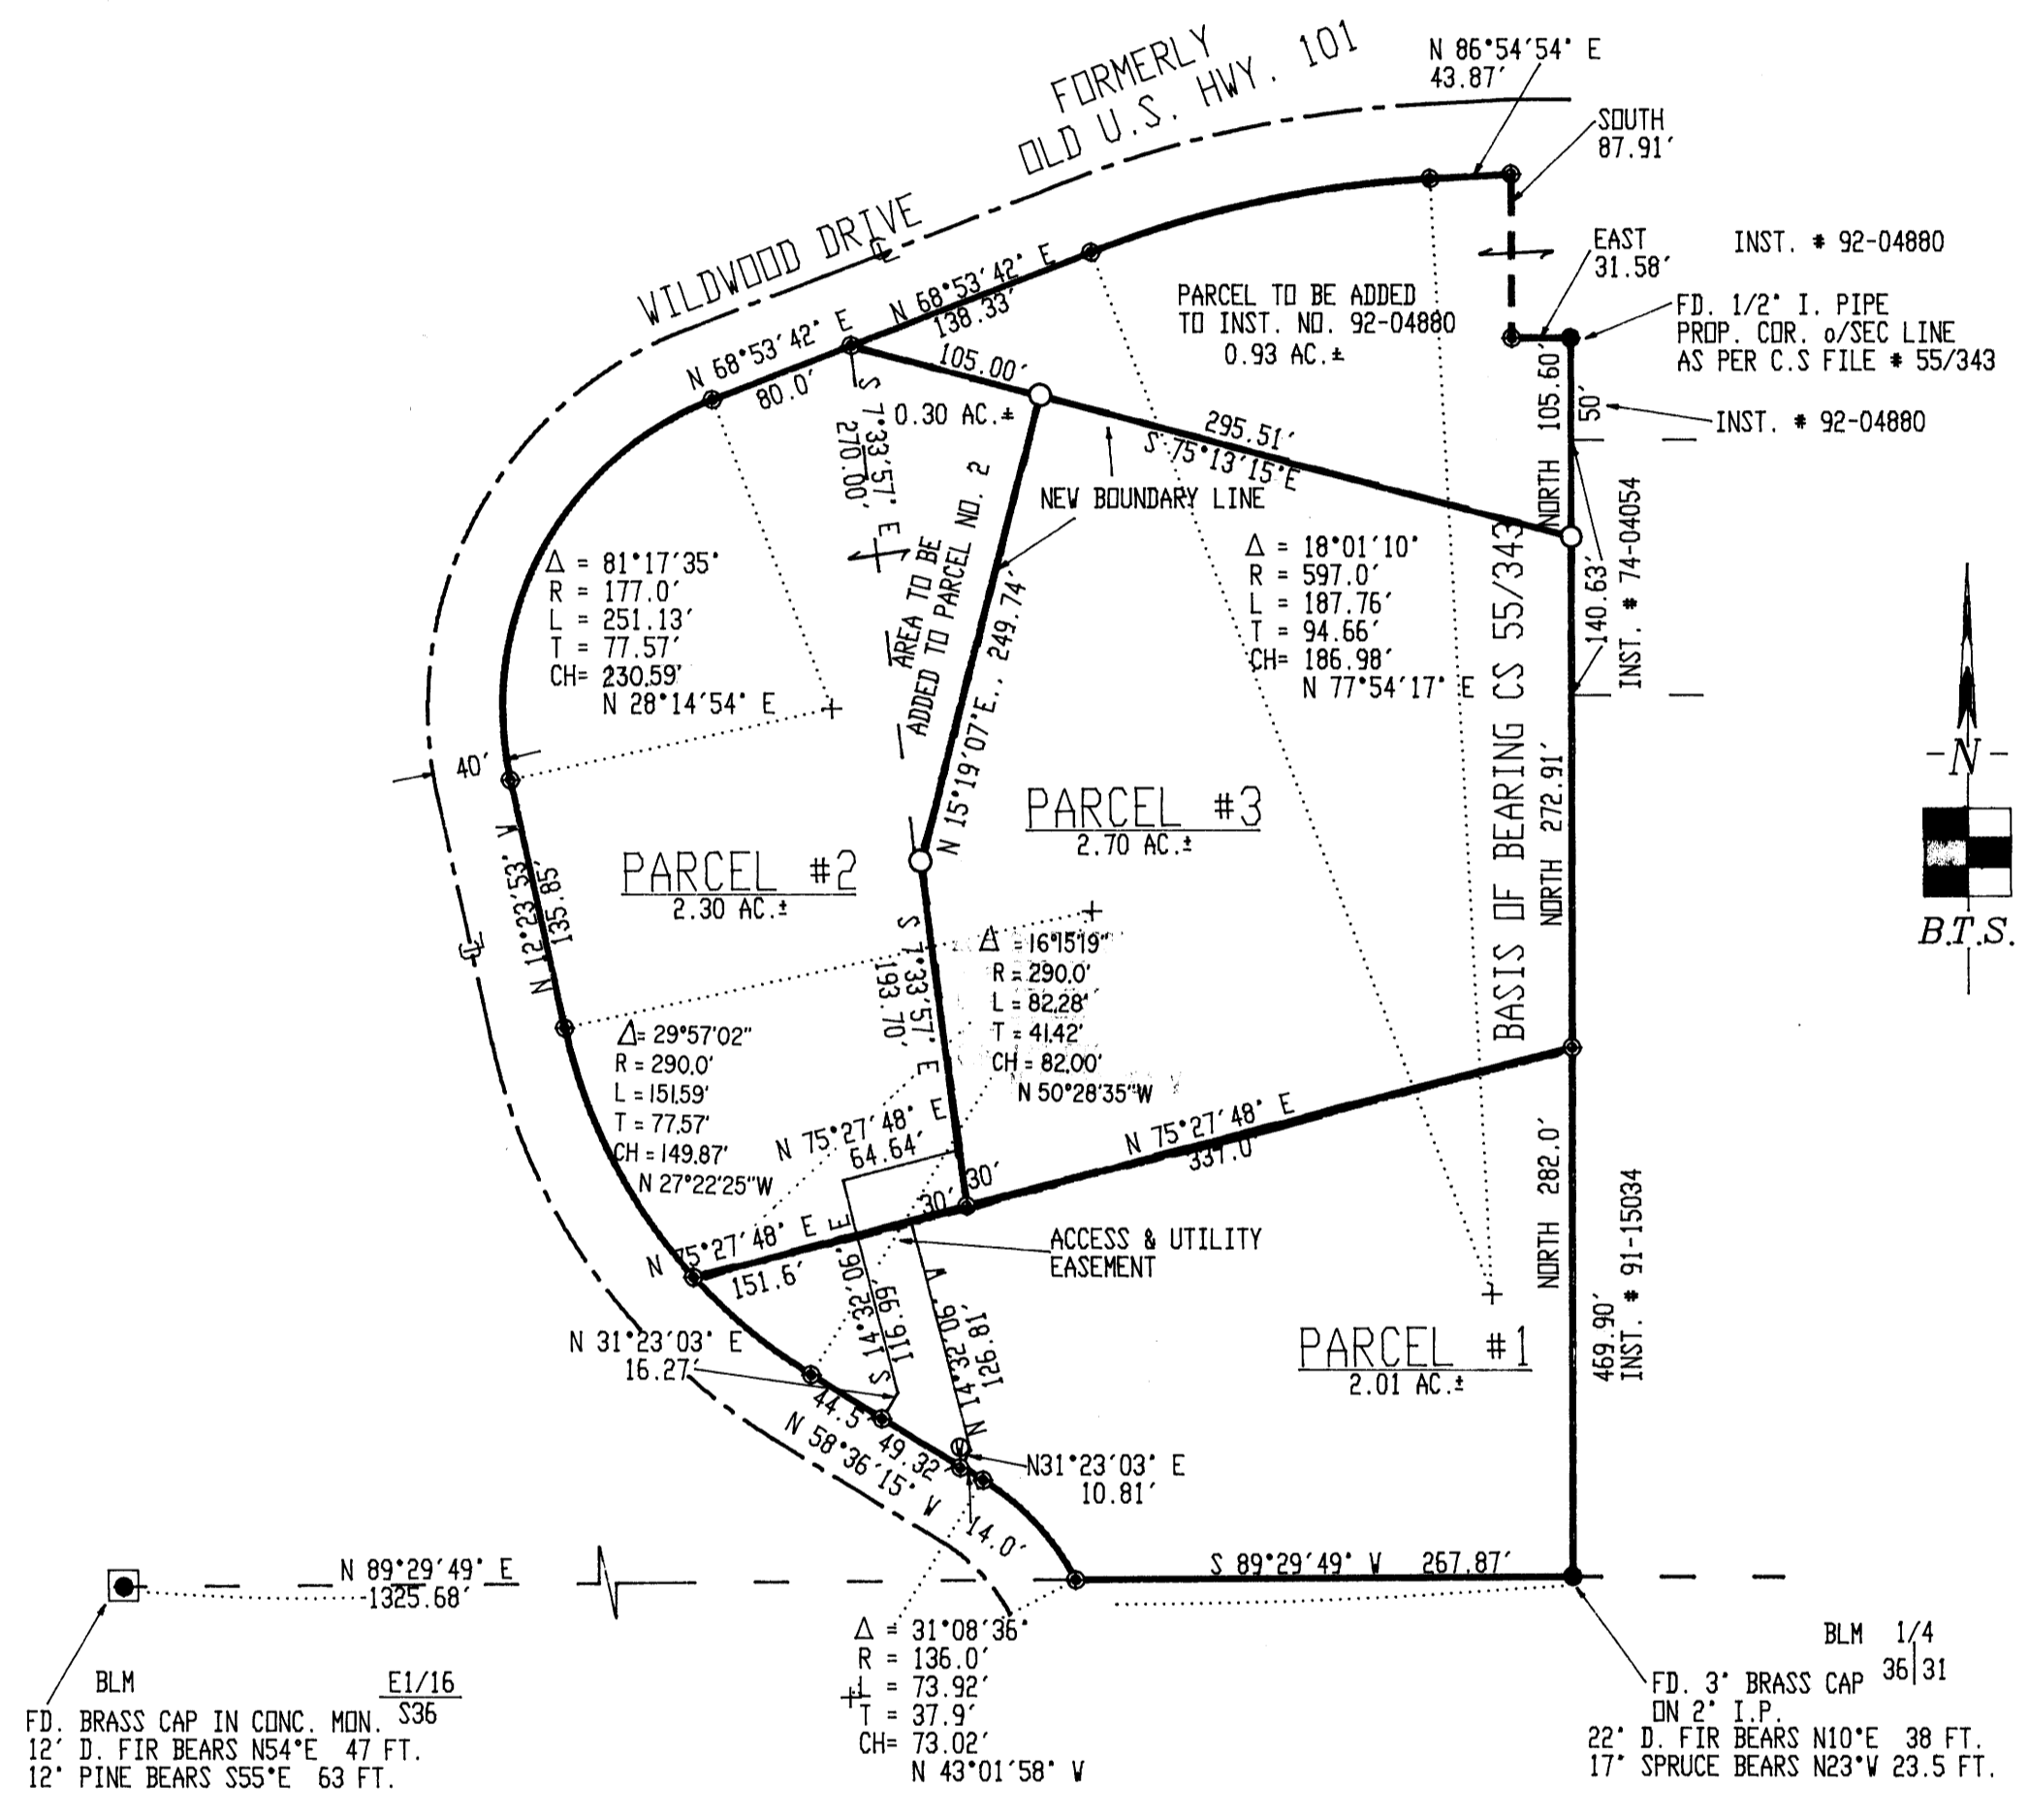 FORMERLY
OLD U.S. HWY. 101
N 86°54′54″ E
43.87′
SOUTH
87.91′
WILDWOOD DRIVE
℄
EAST
31.58′
INST. # 92-04880
FD. 1/2" I. PIPE
PROP. COR. o/SEC LINE
AS PER C.S FILE # 55/343
N 68°53′42″ E
138.33′
PARCEL TO BE ADDED
TO INST. NO. 92-04880
0.93 AC.±
N 68°53′42″ E
80.0′
105.00′
NORTH 105.60′
50′
INST. # 92-04880
0.30 AC.±
S 7°33′57″ E
270.00′
295.51′
S 75°13′15″E
NEW BOUNDARY LINE
AREA TO BE
ADDED TO PARCEL NO. 2
N 15°19′07″E,, 249.74′
Δ = 81°17′35″
R = 177.0′
L = 251.13′
T = 77.57′
CH= 230.59′
N 28°14′54″ E
Δ = 18°01′10″
R = 597.0′
L = 187.76′
T = 94.66′
CH= 186.98′
N 77°54′17″ E
BASIS OF BEARING CS 55/343
140.63′
INST. # 74-04054
-N-
B.T.S.
40′
PARCEL #3
2.70 AC.±
NORTH 272.91′
PARCEL #2
2.30 AC.±
N 12°23′53″ W
135.85′
℄
S 7°33′57″ E
193.70′
Δ = 16°15'19"
R = 290.0'
L = 82.28'
T = 41.42'
CH = 82.00'
N 50°28'35"W
Δ= 29°57'02"
R = 290.0'
L = 151.59'
T = 77.57'
CH = 149.87'
N 27°22'25"W
N 75°27′48″ E
64.64′
N 75°27′48″ E
337.0′
30′
30′
N 75°27′48″ E
151.6′
ACCESS & UTILITY
EASEMENT
S 14°32′06″E
116.99′
N 14°32′06″ W
126.81′
NORTH 282.0′
469.90′
INST. # 91-15034
N 31°23′03″ E
16.27′
PARCEL #1
2.01 AC.±
44.5′
49.32′
N 58°36′15″ W
N31°23′03″ E
10.81′
14.0′
S 89°29′49″ W 267.87′
N 89°29′49″ E
1325.68′
Δ = 31°08′36″
R = 136.0′
L = 73.92′
T = 37.9′
CH= 73.02′
N 43°01′58″ W
BLM E1/16
S36
FD. BRASS CAP IN CONC. MON.
12′ D. FIR BEARS N54°E 47 FT.
12″ PINE BEARS S55°E 63 FT.
BLM 1/4
36|31
FD. 3″ BRASS CAP
ON 2″ I.P.
22″ D. FIR BEARS N10°E 38 FT.
17″ SPRUCE BEARS N23°W 23.5 FT.